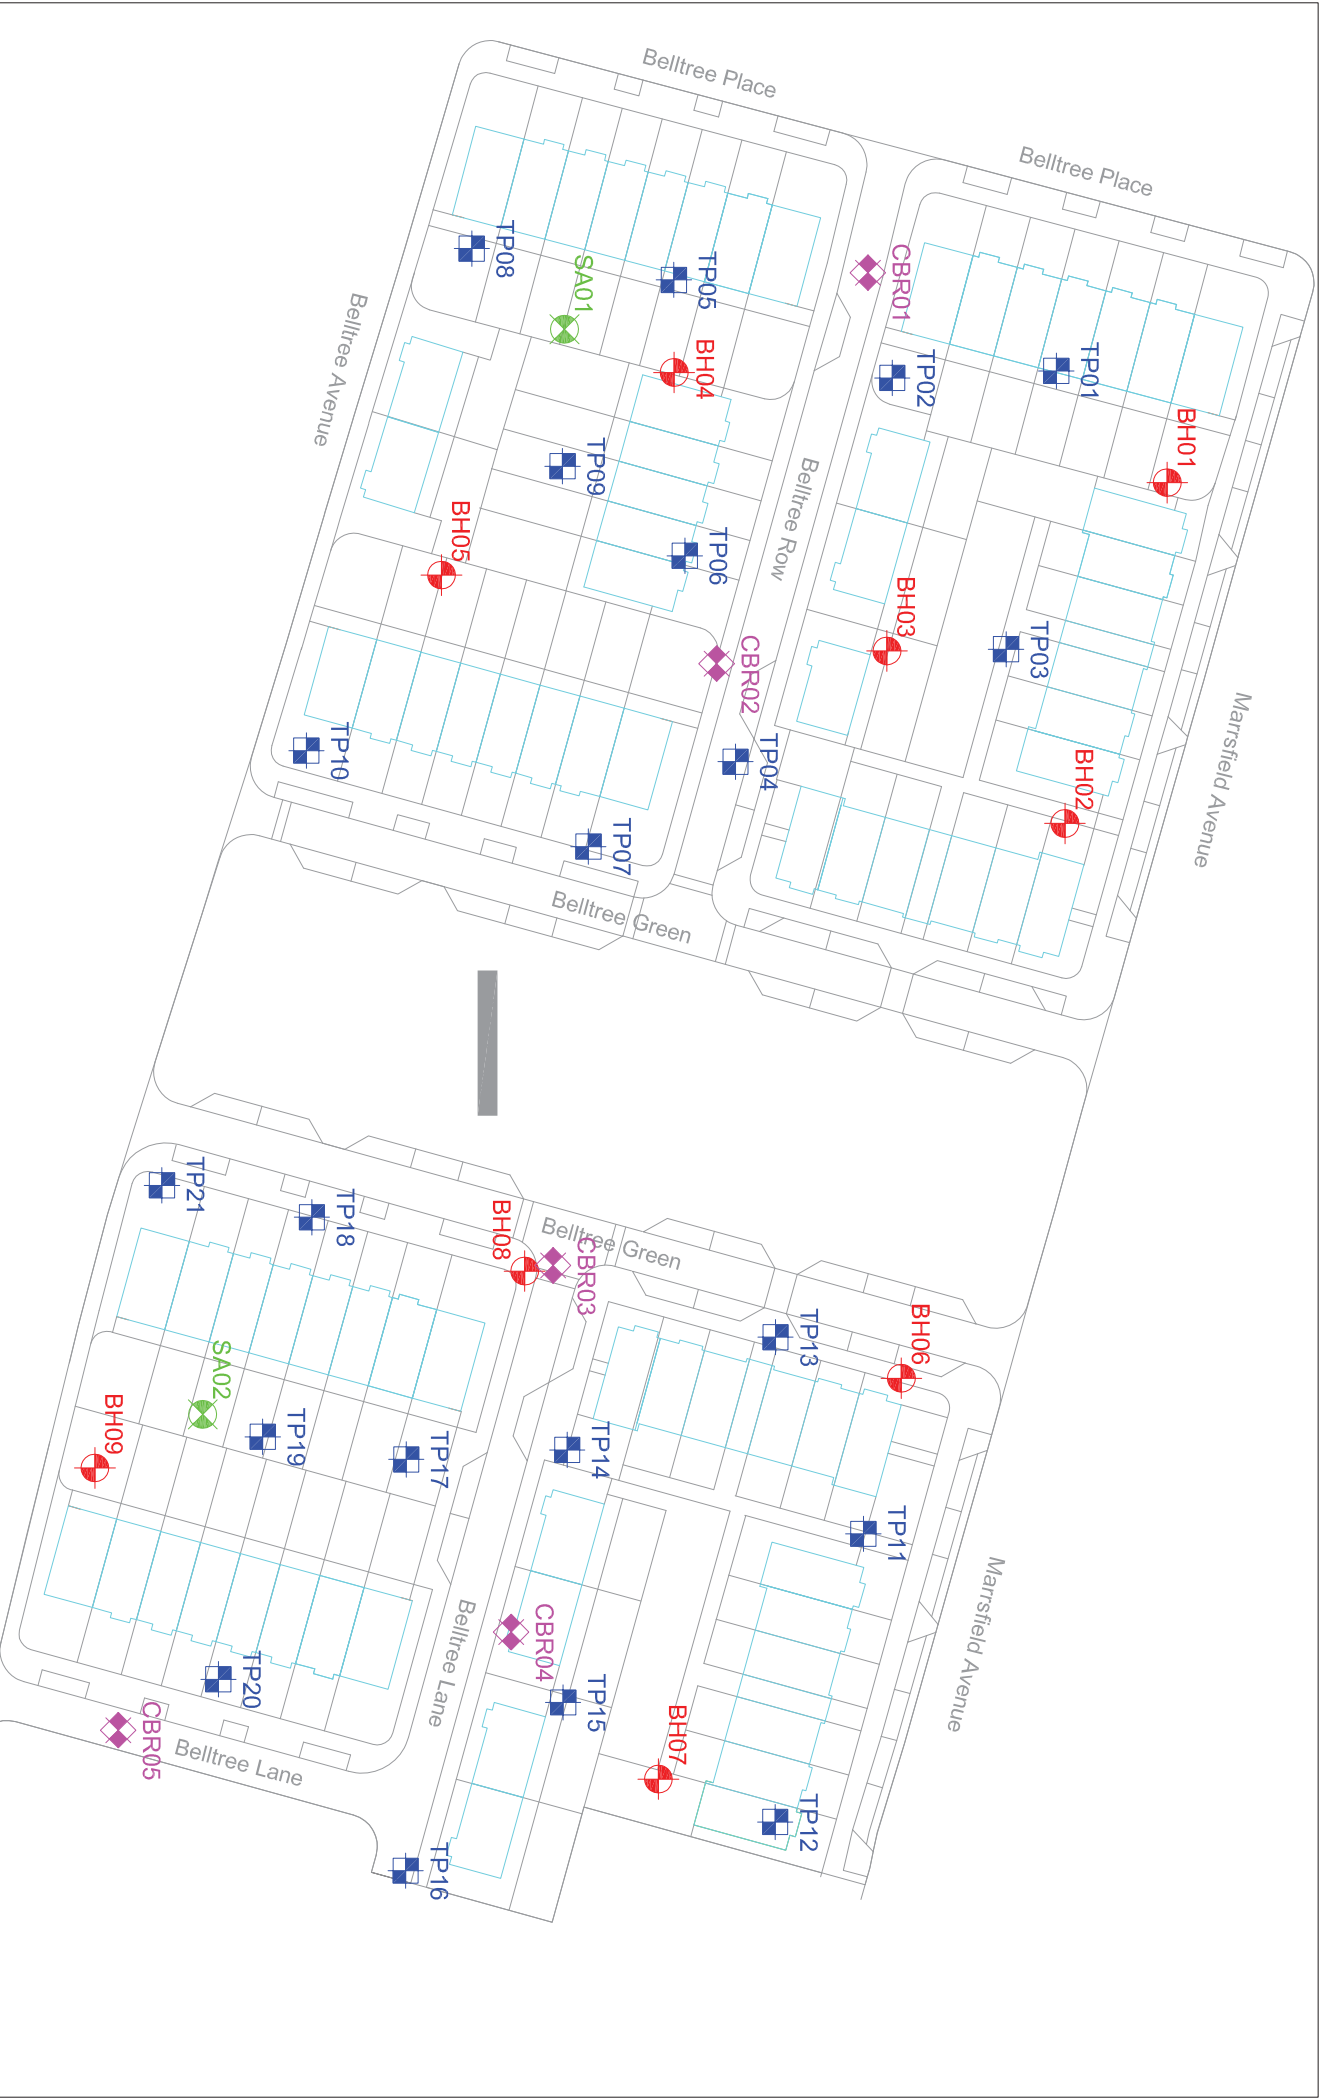 Belltree Place
Belltree Place
TP08
SA01
TP05
CBR01
BH04
TP02
TP01
BH01
Belltree Avenue
TP09
Belltree Row
BH05
TP06
BH03
TP03
CBR02
Marrsfield Avenue
TP10
TP04
BH02
TP07
Belltree Green
TP21
TP18
BH08
Belltree Green
CBR03
TP13
BH06
SA02
BH09
TP19
TP17
TP14
TP11
Marrsfield Avenue
Belltree Lane
CBR04
TP20
TP15
CBR05
Belltree Lane
BH07
TP12
TP16